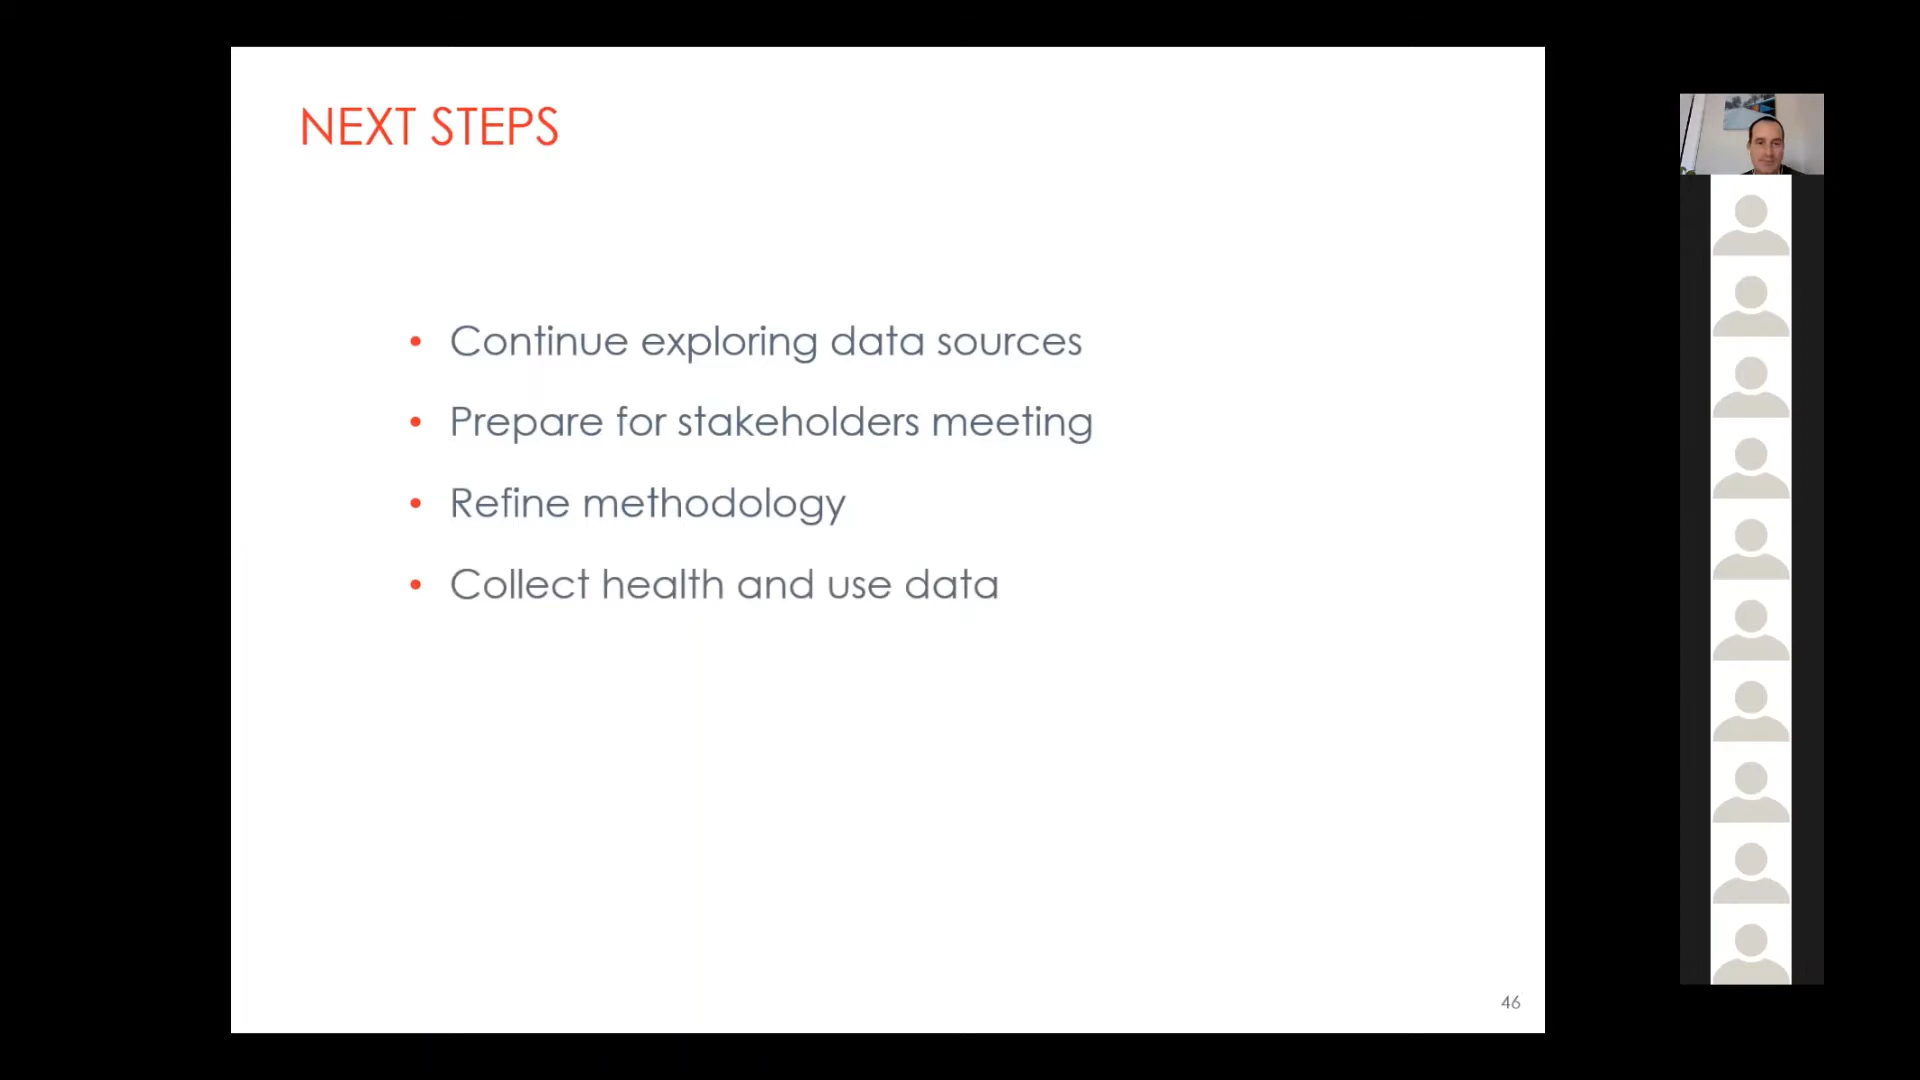 NEXT STEPS
• Continue exploring data sources
• Prepare for stakeholders meeting
• Refine methodology
• Collect health and use data
46